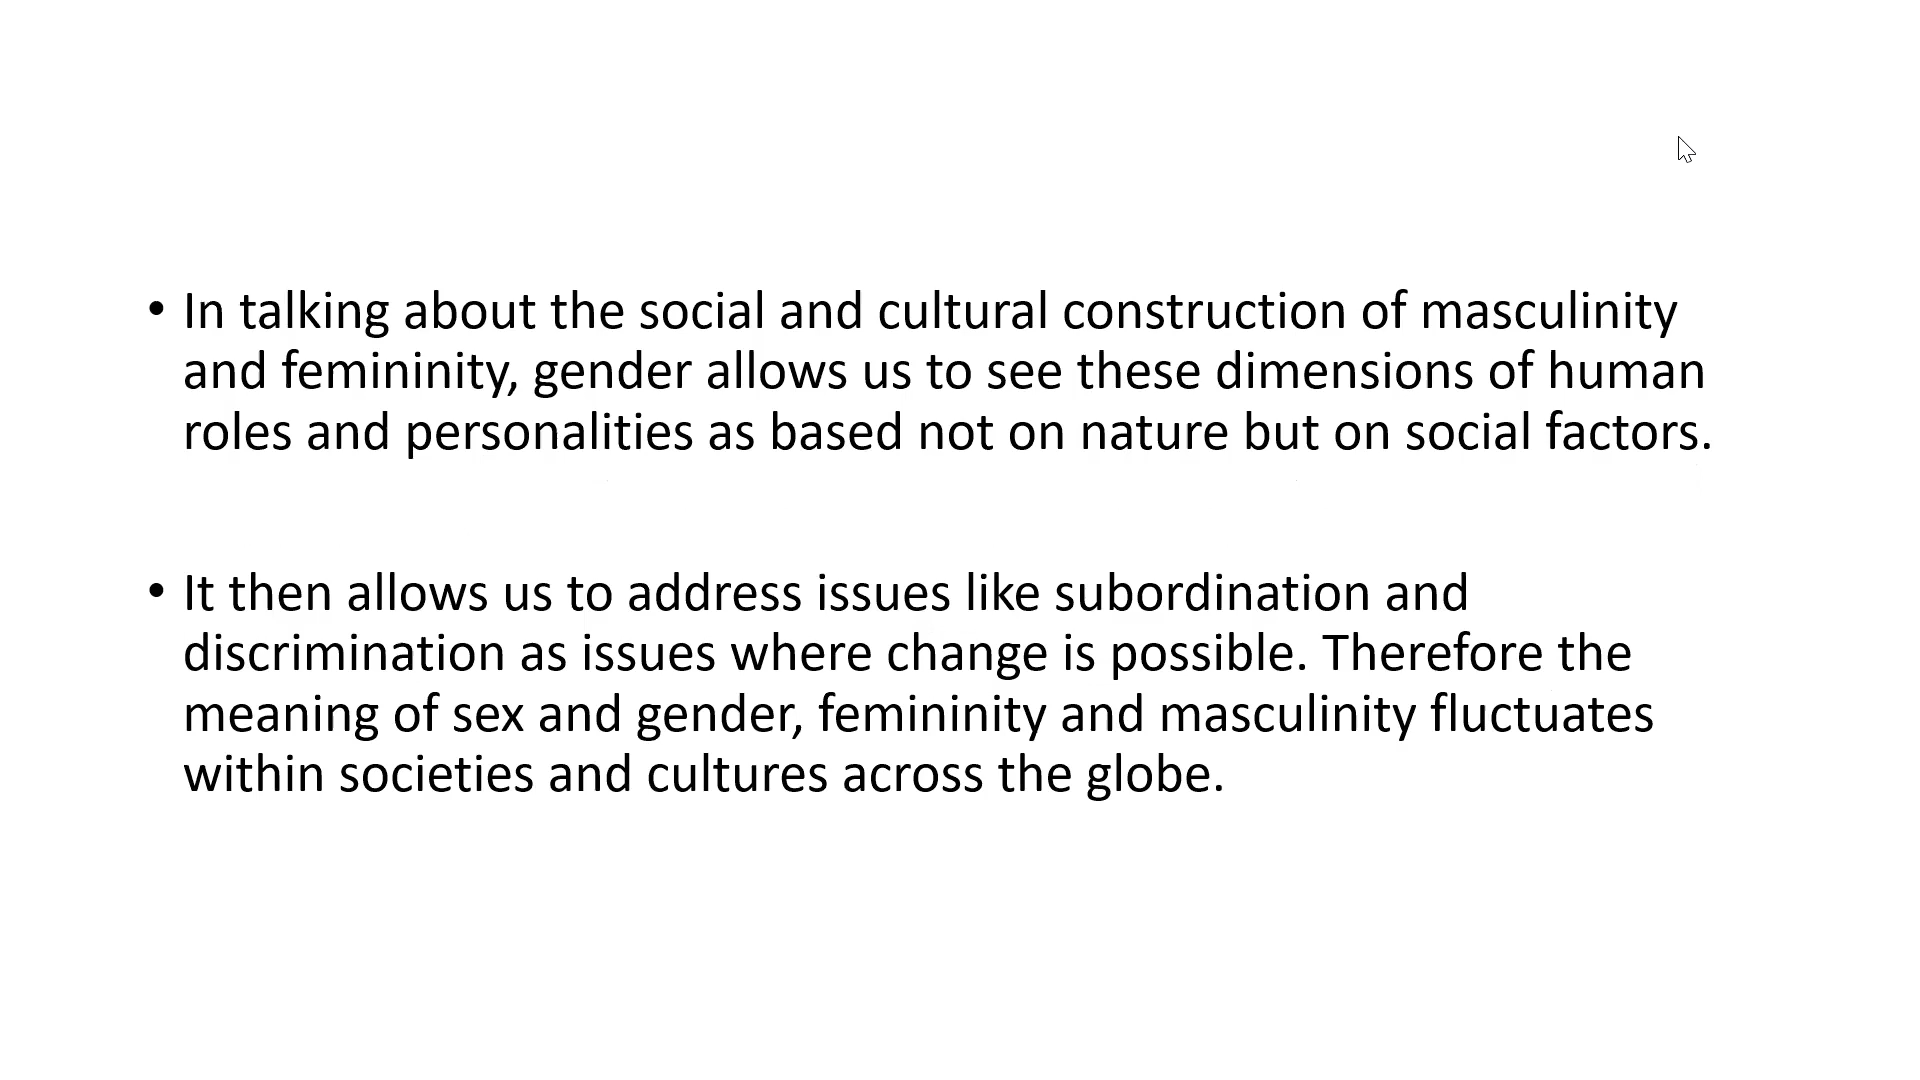 • In talking about the social and cultural construction of masculinity
and femininity, gender allows us to see these dimensions of human
roles and personalities as based not on nature but on social factors.
• It then allows us to address issues like subordination and
discrimination as issues where change is possible. Therefore the
meaning of sex and gender, femininity and masculinity fluctuates
within societies and cultures across the globe.